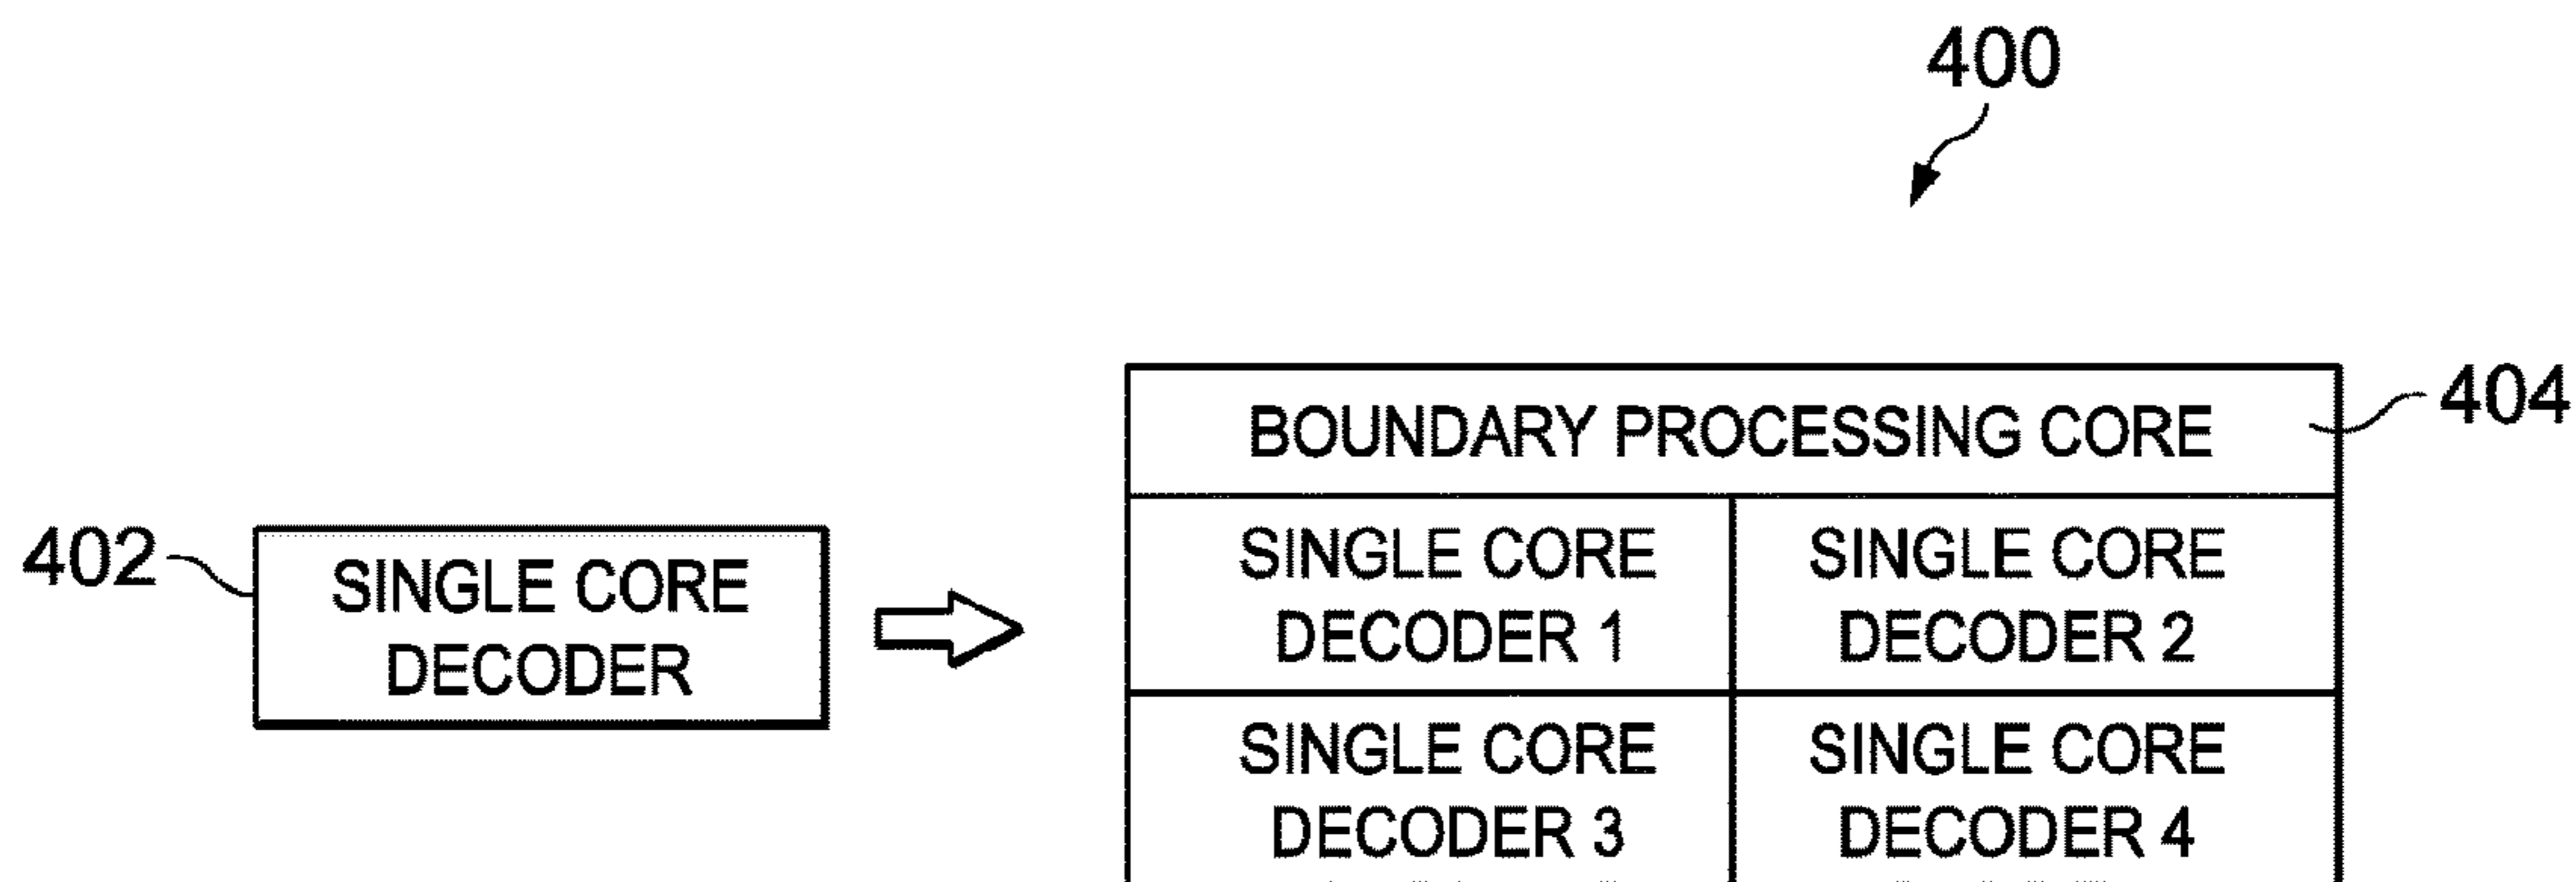 400
BOUNDARY PROCESSING CORE
404
402
SINGLE CORE
DECODER
SINGLE CORE
DECODER 1
SINGLE CORE
DECODER 2
SINGLE CORE
DECODER 3
SINGLE CORE
DECODER 4